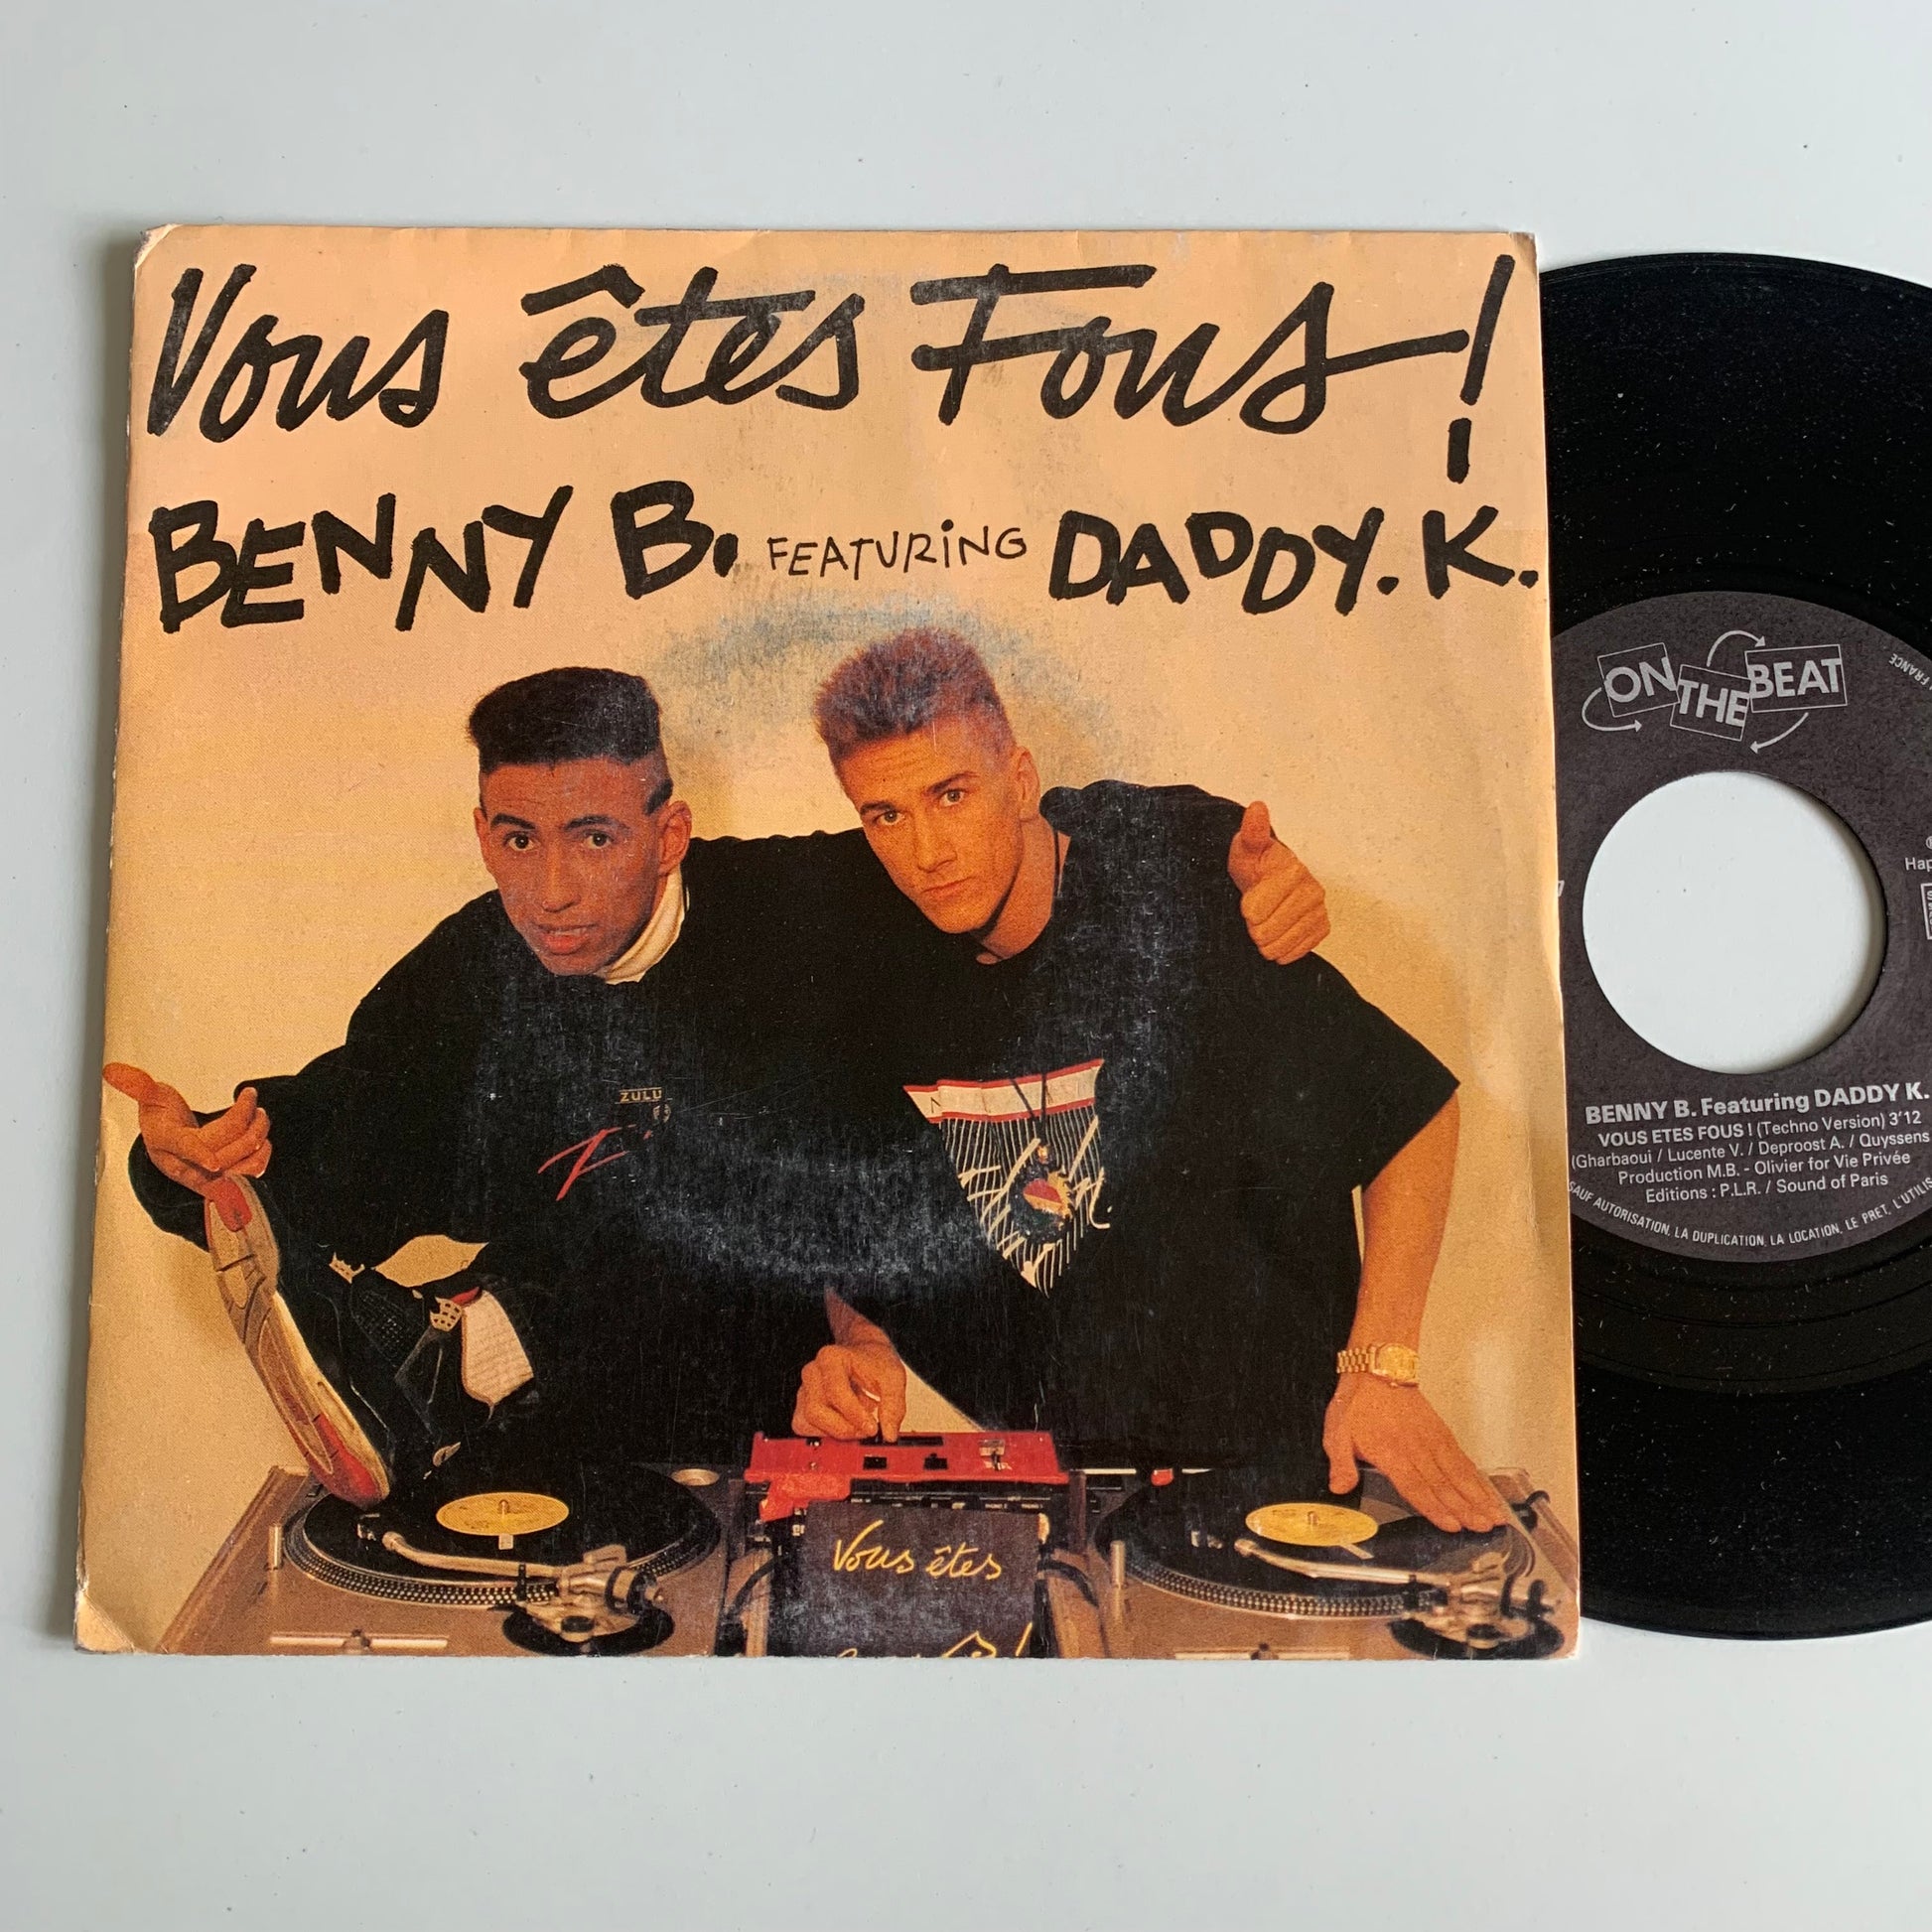 Vous êtes Fous !
BENNY B. FEATURiNG DADDY. K.
ZULU
Vous êtes
ON THE BEAT
FRANCE
BENNY B. Featuring DADDY K.
VOUS ETES FOUS ! (Techno Version) 3'12
(Gharbaoui / Lucente V. / Deproost A. / Quyssens
Production M.B. - Olivier for Vie Privée
Editions : P.L.R. / Sound of Paris
SAUF AUTORISATION, LA DUPLICATION, LA LOCATION, LE PRET, L'UTILIS